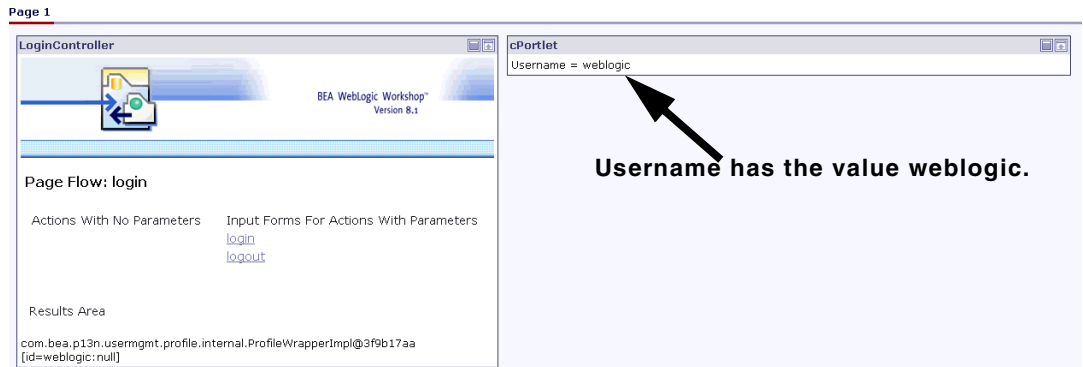 Page 1
LoginController
BEA WebLogic Workshop™
Version 8.1
Page Flow: login
Actions With No Parameters
Input Forms For Actions With Parameters
login
logout
Results Area
com.bea.p13n.usermgmt.profile.internal.ProfileWrapperImpl@3f9b17aa
[id=weblogic:null]
cPortlet
Username = weblogic
Username has the value weblogic.